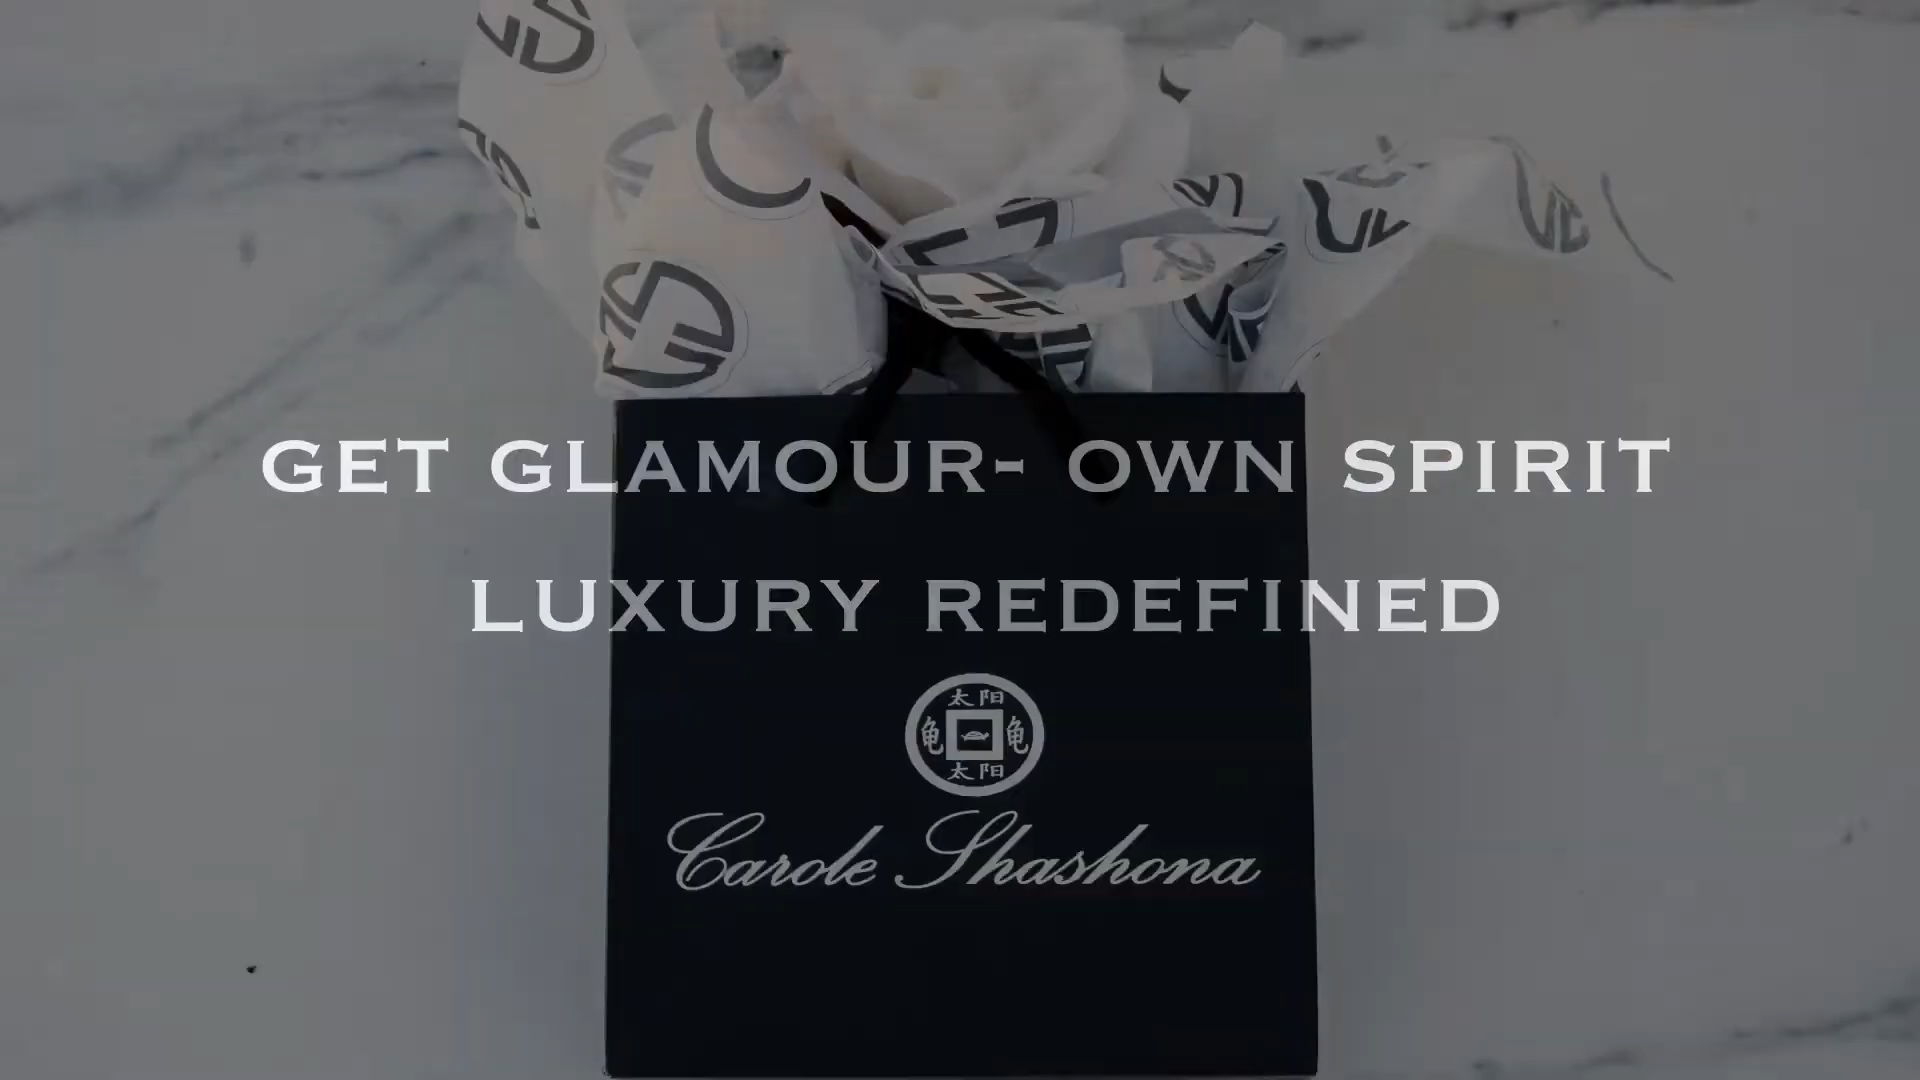 GET GLAMOUR- OWN SPIRIT
LUXURY REDEFINED
太阳
龟 龟
太阳
Carole Shashona